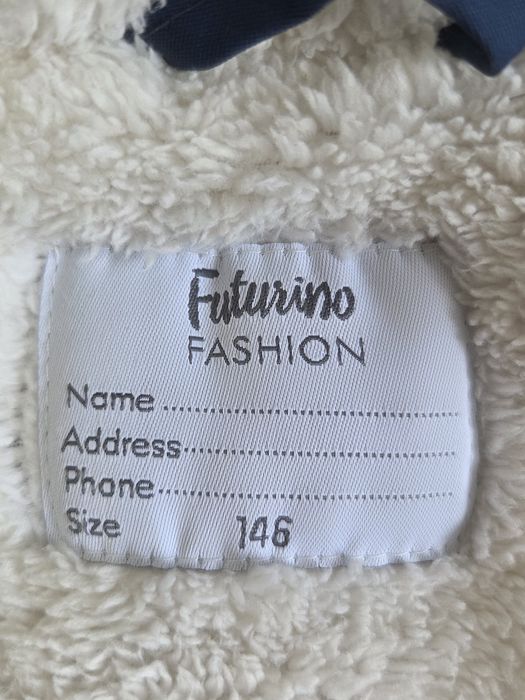 Futurino
FASHION
Name
Address
Phone
Size 146